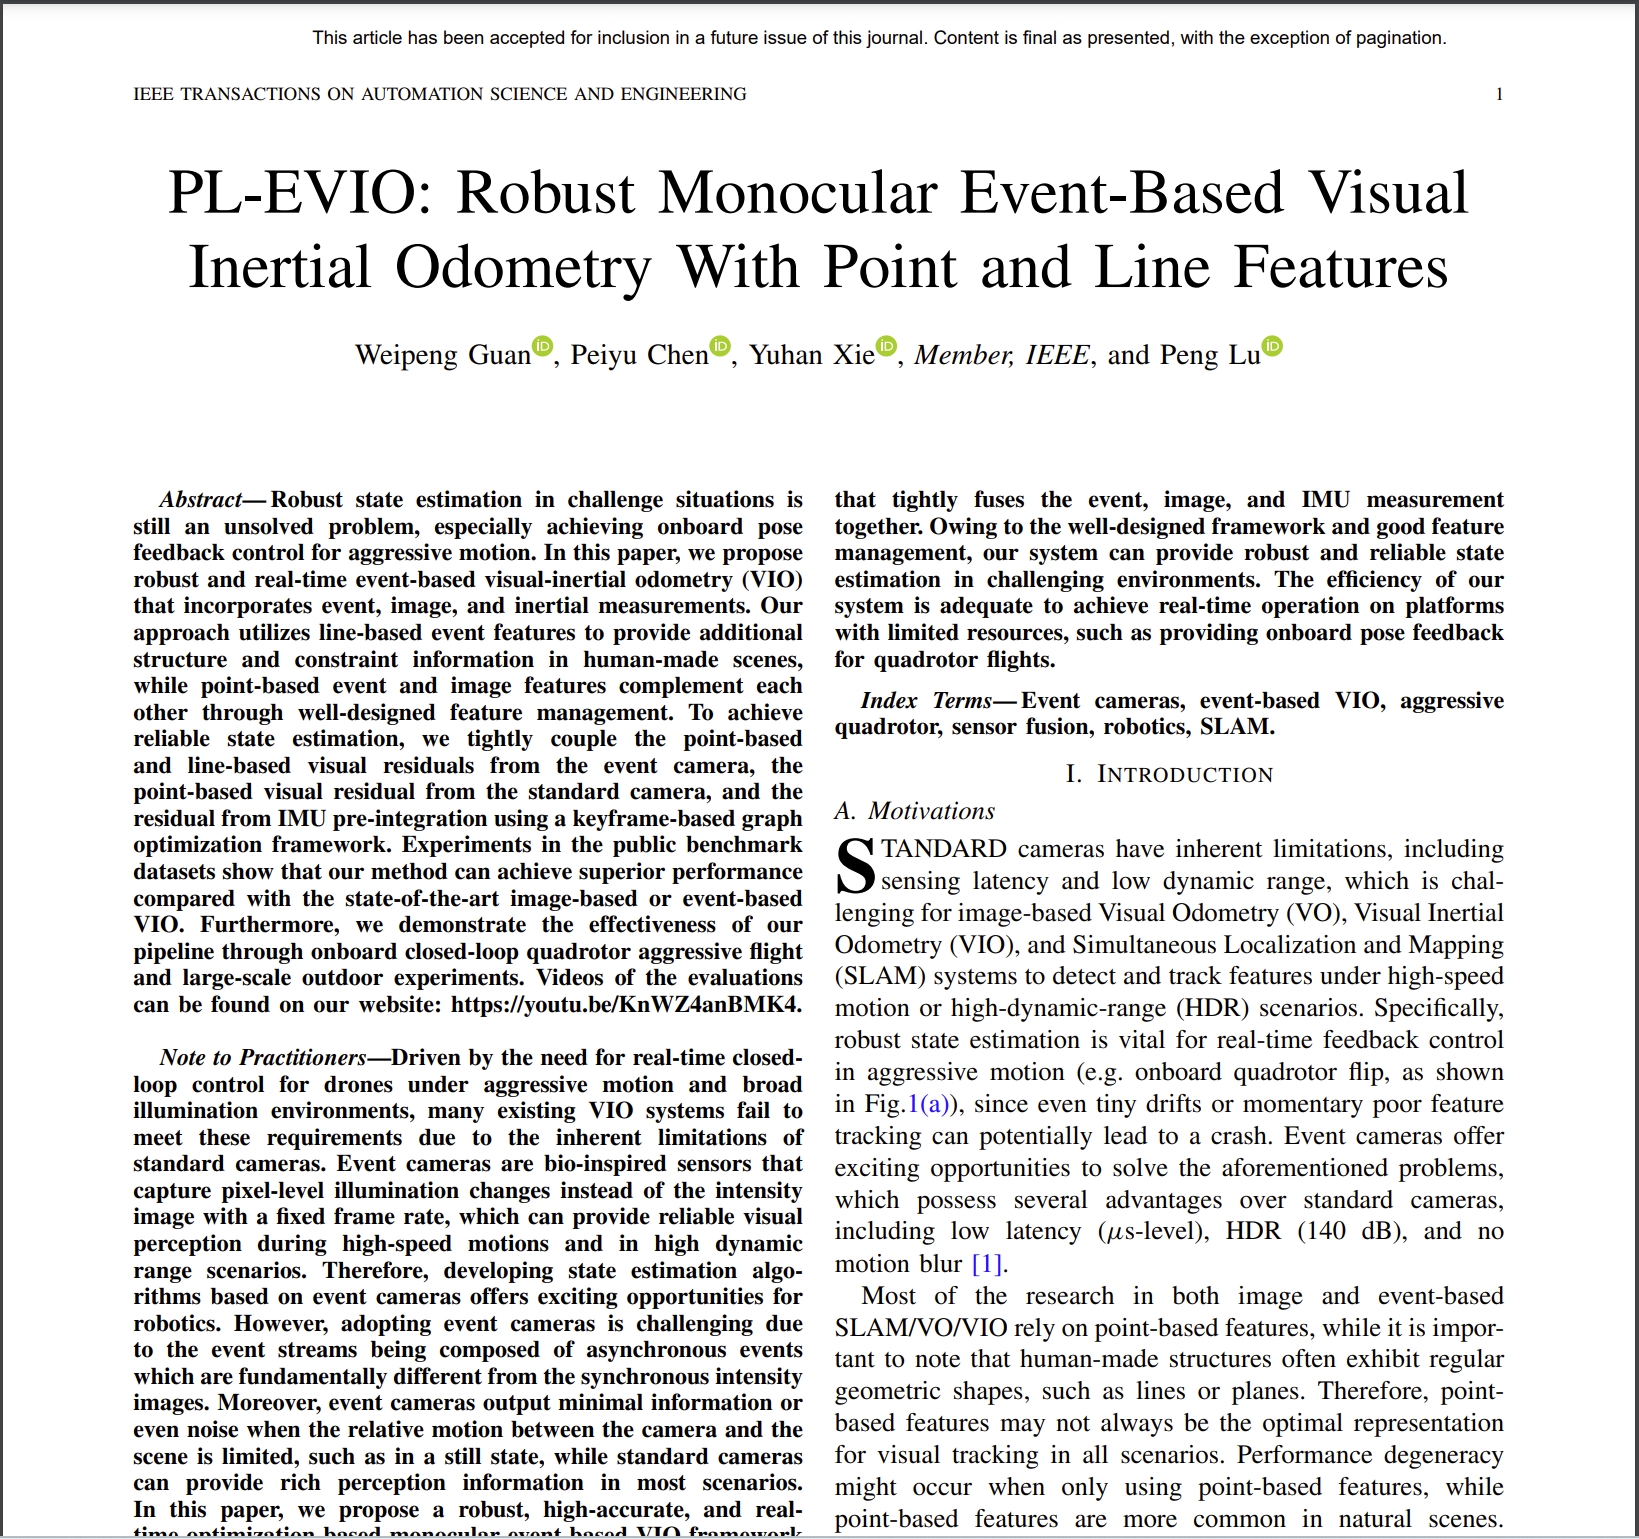 This article has been accepted for inclusion in a future issue of this journal. Content is final as presented, with the exception of pagination.
IEEE TRANSACTIONS ON AUTOMATION SCIENCE AND ENGINEERING 1
PL-EVIO: Robust Monocular Event-Based Visual
Inertial Odometry With Point and Line Features
Weipeng Guan iD, Peiyu Chen iD, Yuhan Xie iD, Member, IEEE, and Peng Lu iD
Abstract—Robust state estimation in challenge situations is
still an unsolved problem, especially achieving onboard pose
feedback control for aggressive motion. In this paper, we propose
robust and real-time event-based visual-inertial odometry (VIO)
that incorporates event, image, and inertial measurements. Our
approach utilizes line-based event features to provide additional
structure and constraint information in human-made scenes,
while point-based event and image features complement each
other through well-designed feature management. To achieve
reliable state estimation, we tightly couple the point-based
and line-based visual residuals from the event camera, the
point-based visual residual from the standard camera, and the
residual from IMU pre-integration using a keyframe-based graph
optimization framework. Experiments in the public benchmark
datasets show that our method can achieve superior performance
compared with the state-of-the-art image-based or event-based
VIO. Furthermore, we demonstrate the effectiveness of our
pipeline through onboard closed-loop quadrotor aggressive flight
and large-scale outdoor experiments. Videos of the evaluations
can be found on our website: https://youtu.be/KnWZ4anBMK4.
Note to Practitioners—Driven by the need for real-time closed-
loop control for drones under aggressive motion and broad
illumination environments, many existing VIO systems fail to
meet these requirements due to the inherent limitations of
standard cameras. Event cameras are bio-inspired sensors that
capture pixel-level illumination changes instead of the intensity
image with a fixed frame rate, which can provide reliable visual
perception during high-speed motions and in high dynamic
range scenarios. Therefore, developing state estimation algo-
rithms based on event cameras offers exciting opportunities for
robotics. However, adopting event cameras is challenging due
to the event streams being composed of asynchronous events
which are fundamentally different from the synchronous intensity
images. Moreover, event cameras output minimal information or
even noise when the relative motion between the camera and the
scene is limited, such as in a still state, while standard cameras
can provide rich perception information in most scenarios.
In this paper, we propose a robust, high-accurate, and real-
time optimization-based monocular event-based VIO framework
that tightly fuses the event, image, and IMU measurement
together. Owing to the well-designed framework and good feature
management, our system can provide robust and reliable state
estimation in challenging environments. The efficiency of our
system is adequate to achieve real-time operation on platforms
with limited resources, such as providing onboard pose feedback
for quadrotor flights.
Index Terms—Event cameras, event-based VIO, aggressive
quadrotor, sensor fusion, robotics, SLAM.
I. INTRODUCTION
A. Motivations
STANDARD cameras have inherent limitations, including
sensing latency and low dynamic range, which is chal-
lenging for image-based Visual Odometry (VO), Visual Inertial
Odometry (VIO), and Simultaneous Localization and Mapping
(SLAM) systems to detect and track features under high-speed
motion or high-dynamic-range (HDR) scenarios. Specifically,
robust state estimation is vital for real-time feedback control
in aggressive motion (e.g. onboard quadrotor flip, as shown
in Fig.1(a)), since even tiny drifts or momentary poor feature
tracking can potentially lead to a crash. Event cameras offer
exciting opportunities to solve the aforementioned problems,
which possess several advantages over standard cameras,
including low latency (μs-level), HDR (140 dB), and no
motion blur [1].
Most of the research in both image and event-based
SLAM/VO/VIO rely on point-based features, while it is impor-
tant to note that human-made structures often exhibit regular
geometric shapes, such as lines or planes. Therefore, point-
based features may not always be the optimal representation
for visual tracking in all scenarios. Performance degeneracy
might occur when only using point-based features, while
point-based features are more common in natural scenes.